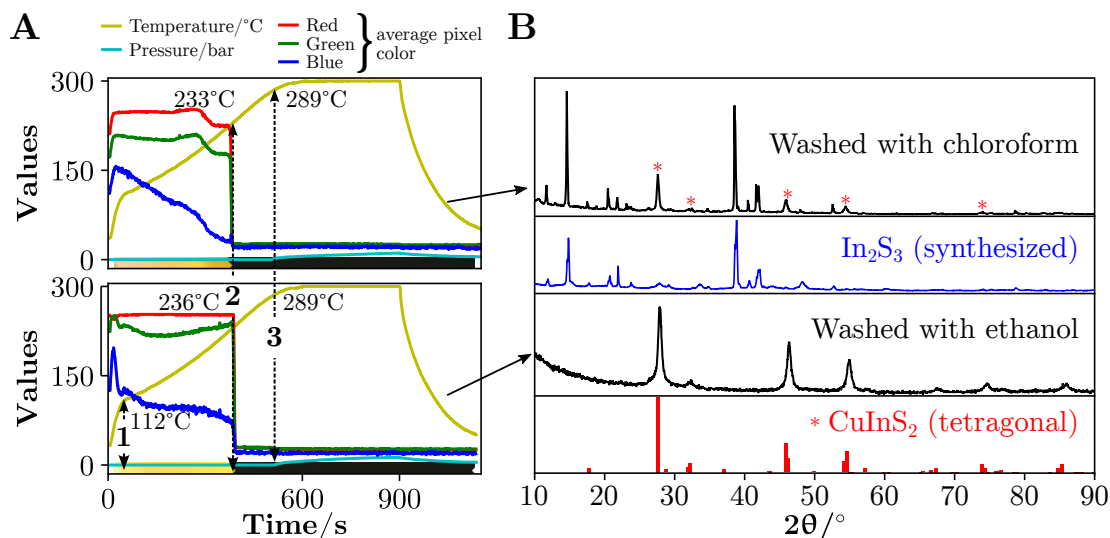 A
Temperature/°C
Pressure/bar
Red
Green
Blue
average pixel
color
300
150
0
Values
233°C
289°C
300
150
0
Values
236°C
289°C
112°C
1
2
3
0
600
900
Time/s
B
Washed with chloroform
* * * *
In₂S₃ (synthesized)
Washed with ethanol
* CuInS₂ (tetragonal)
10 20 30 40 50 60 70 80 90
2θ/°